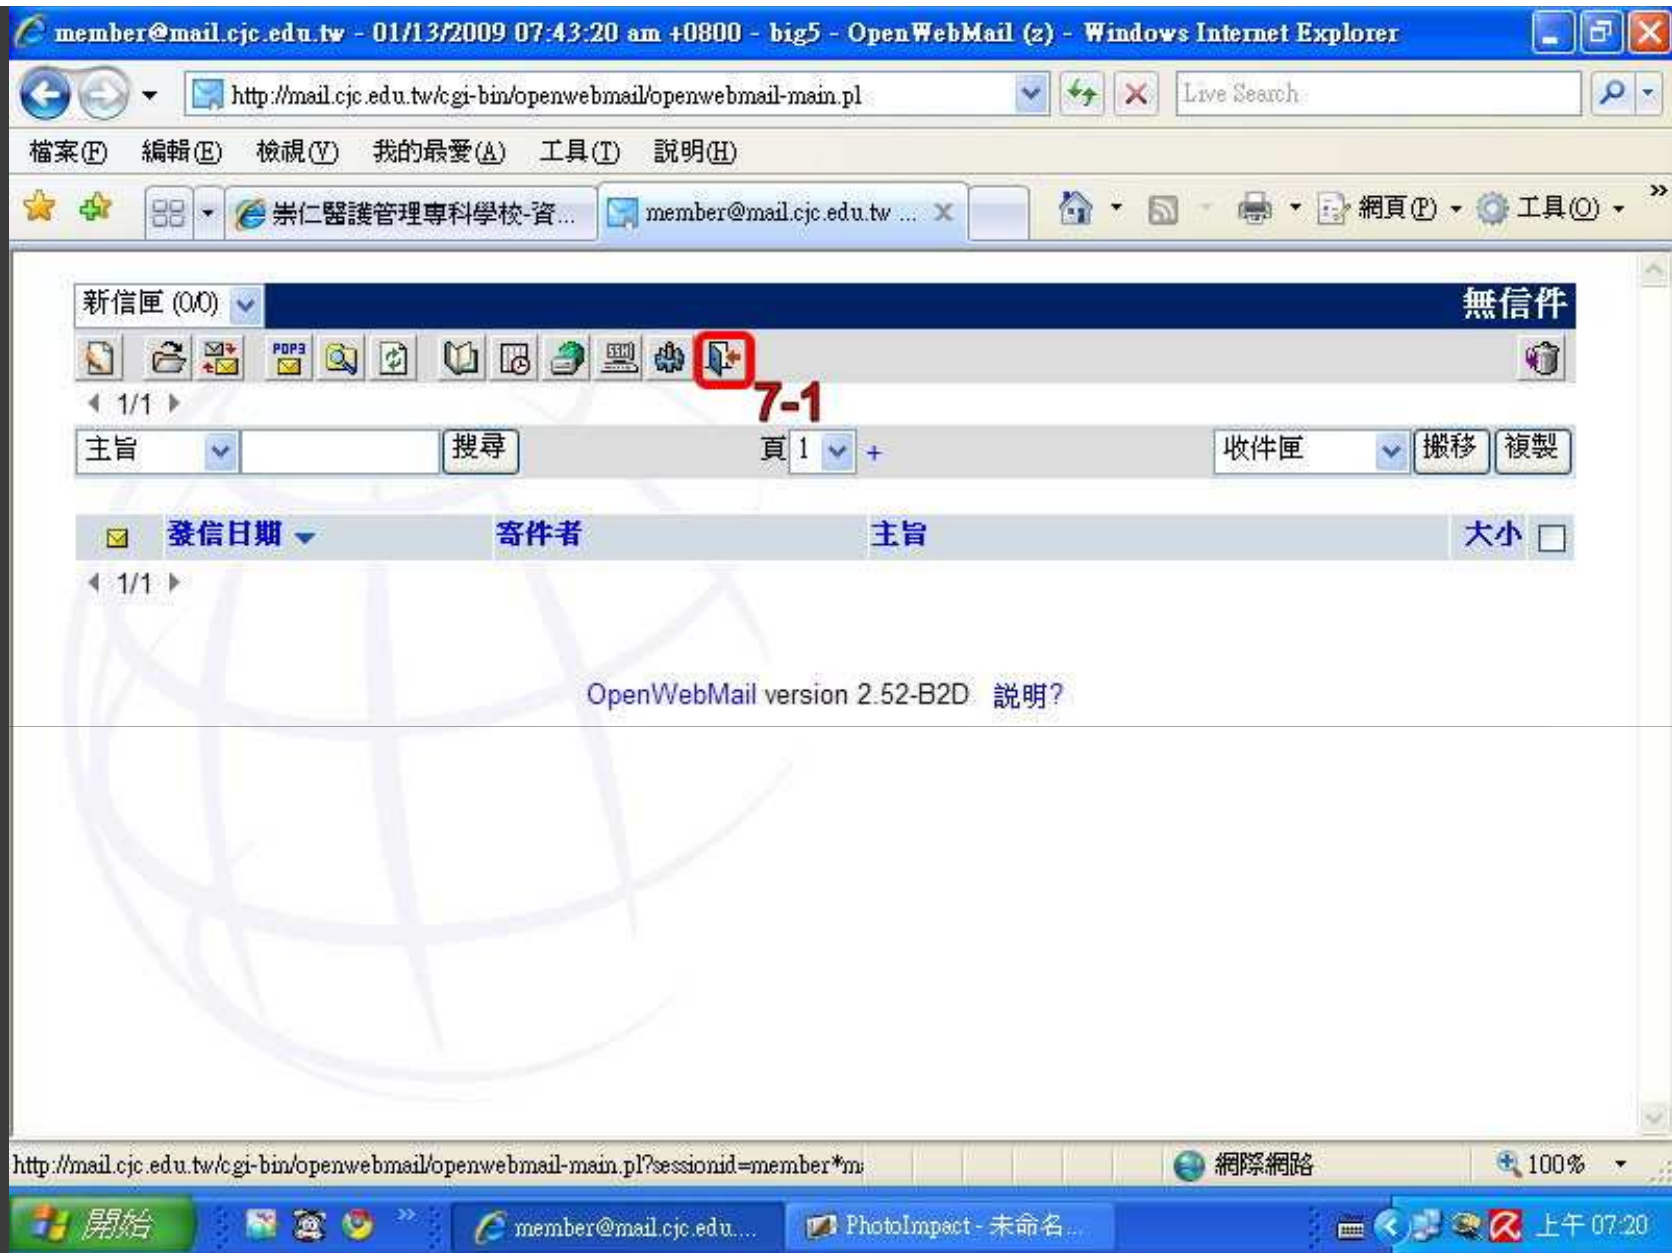 member@mail.cjc.edu.tw - 01/13/2009 07:43:20 am +0800 - big5 - OpenWebMail (z) - Windows Internet Explorer
http://mail.cjc.edu.tw/cgi-bin/openwebmail/openwebmail-main.pl Live Search
檔案(F) 編輯(E) 檢視(V) 我的最愛(A) 工具(T) 說明(H)
崇仁醫護管理專科學校-資... member@mail.cjc.edu.tw ... 網頁(P) 工具(O) »
新信匣 (0/0) 無信件
POP3 SSH
7-1
1/1
主旨 搜尋 頁 1 + 收件匣 搬移 複製
發信日期 寄件者 主旨 大小
1/1
OpenWebMail version 2.52-B2D 說明?
http://mail.cjc.edu.tw/cgi-bin/openwebmail/openwebmail-main.pl?sessionid=member*m 網際網路 100%
開始 » member@mail.cjc.edu.... PhotoImpact - 未命名... 上午 07:20